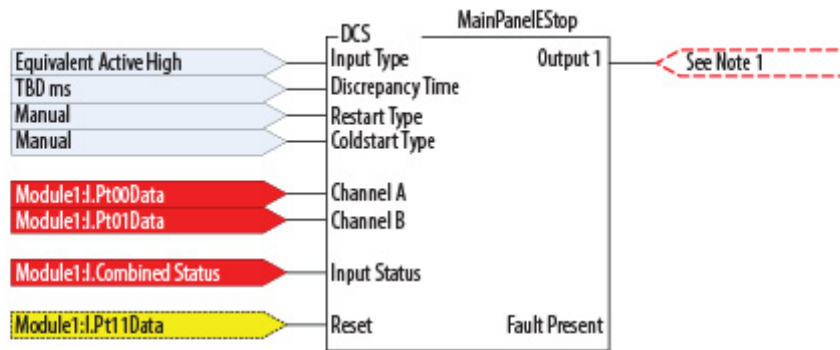 MainPanelEStop
DCS
Equivalent Active High Input Type Output 1 See Note 1
TBD ms Discrepancy Time
Manual Restart Type
Manual Coldstart Type
Module1:I.Pt00Data Channel A
Module1:I.Pt01Data Channel B
Module1:I.Combined Status Input Status
Module1:I.Pt11Data Reset Fault Present